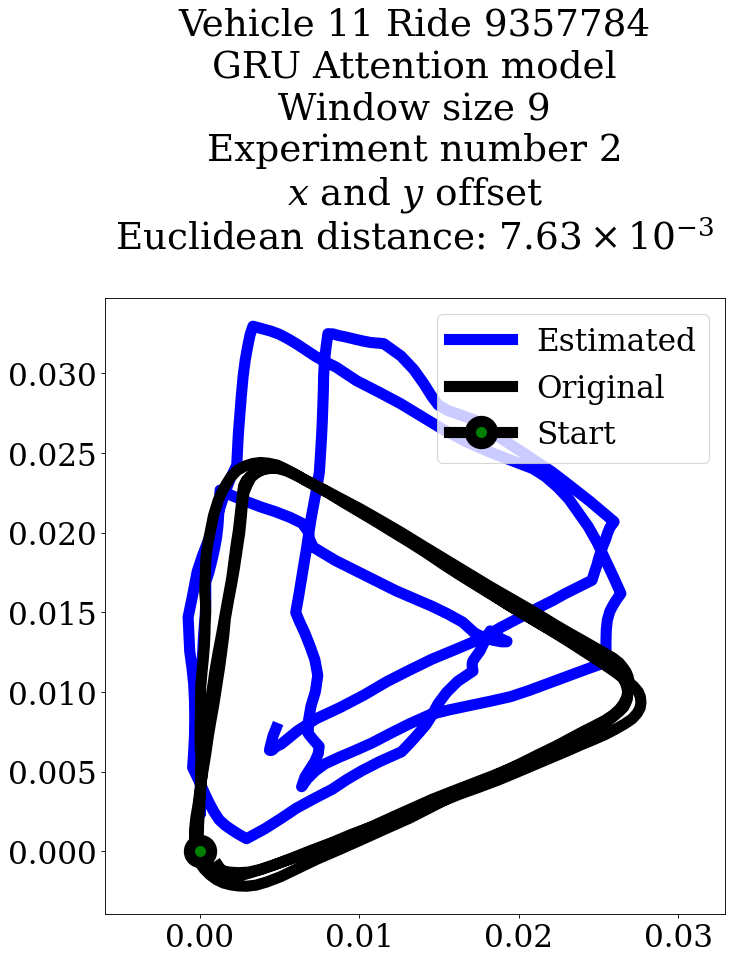 Vehicle 11 Ride 9357784
GRU Attention model
Window size 9
Experiment number 2
x and y offset
Euclidean distance: 7.63 × 10⁻³
Estimated
Original
Start
0.030
0.025
0.020
0.015
0.010
0.005
0.000
0.00 0.01 0.02 0.03